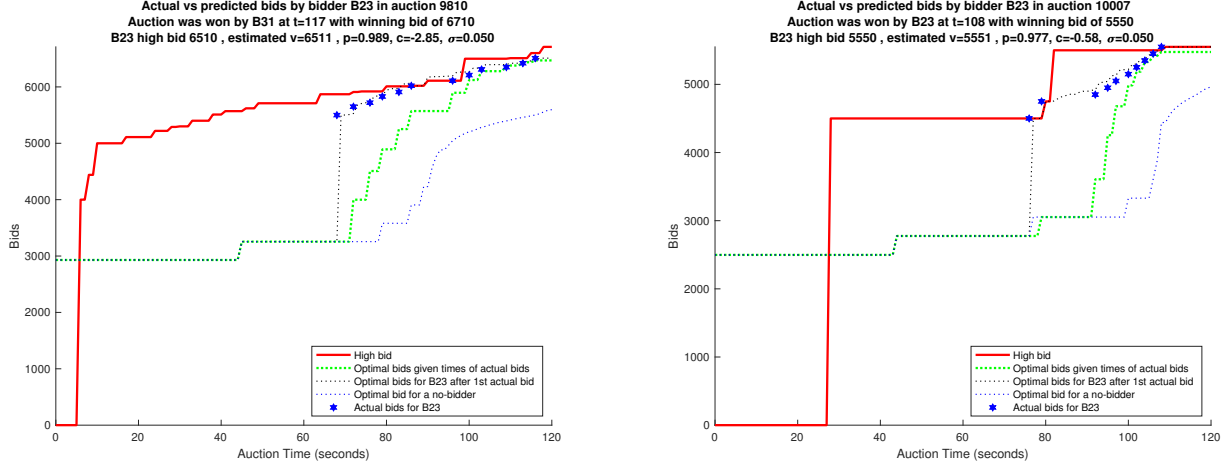 Actual vs predicted bids by bidder B23 in auction 9810
Auction was won by B31 at t=117 with winning bid of 6710
B23 high bid 6510 , estimated v=6511 , p=0.989, c=-2.85, σ=0.050
6000
5000
4000
3000
2000
1000
0
Bids
0 20 40 60 80 100 120
Auction Time (seconds)
High bid
Optimal bids given times of actual bids
Optimal bids for B23 after 1st actual bid
Optimal bid for a no-bidder
Actual bids for B23
Actual vs predicted bids by bidder B23 in auction 10007
Auction was won by B23 at t=108 with winning bid of 5550
B23 high bid 5550 , estimated v=5551 , p=0.977, c=-0.58, σ=0.050
5000
4000
3000
2000
1000
0
Bids
0 20 40 60 80 100 120
Auction Time (seconds)
High bid
Optimal bids given times of actual bids
Optimal bids for B23 after 1st actual bid
Optimal bid for a no-bidder
Actual bids for B23